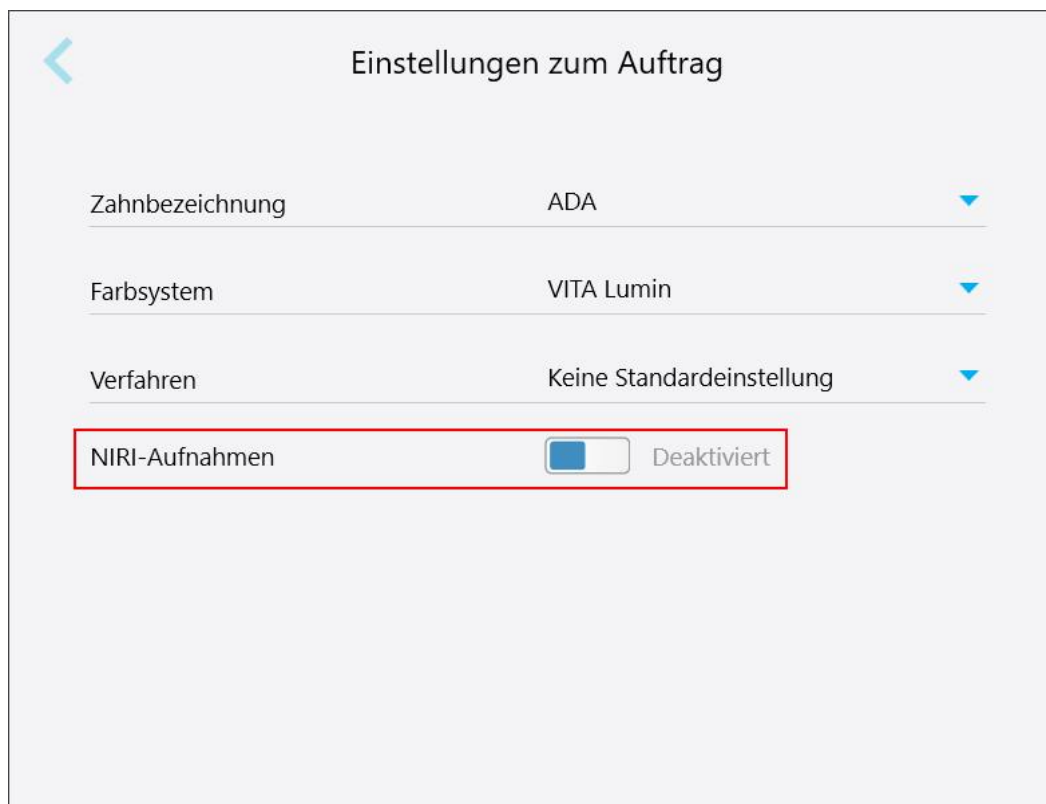 Einstellungen zum Auftrag
Zahnbezeichnung ADA
Farbsystem VITA Lumin
Verfahren Keine Standardeinstellung
NIRI-Aufnahmen Deaktiviert